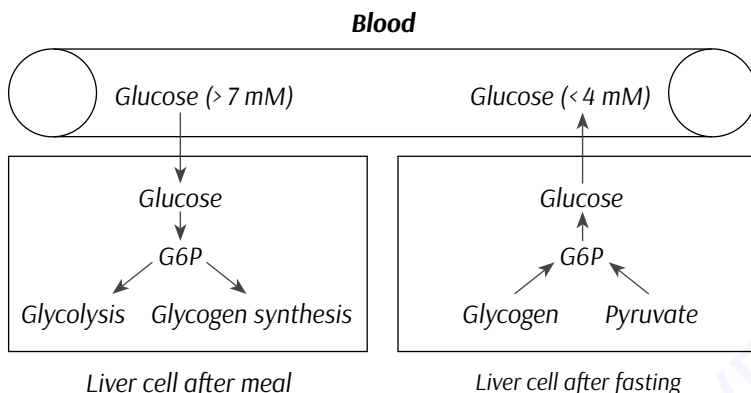 Blood
Glucose (> 7 mM) Glucose (< 4 mM)
Glucose Glucose
G6P G6P
Glycolysis Glycogen synthesis Glycogen Pyruvate
Liver cell after meal Liver cell after fasting